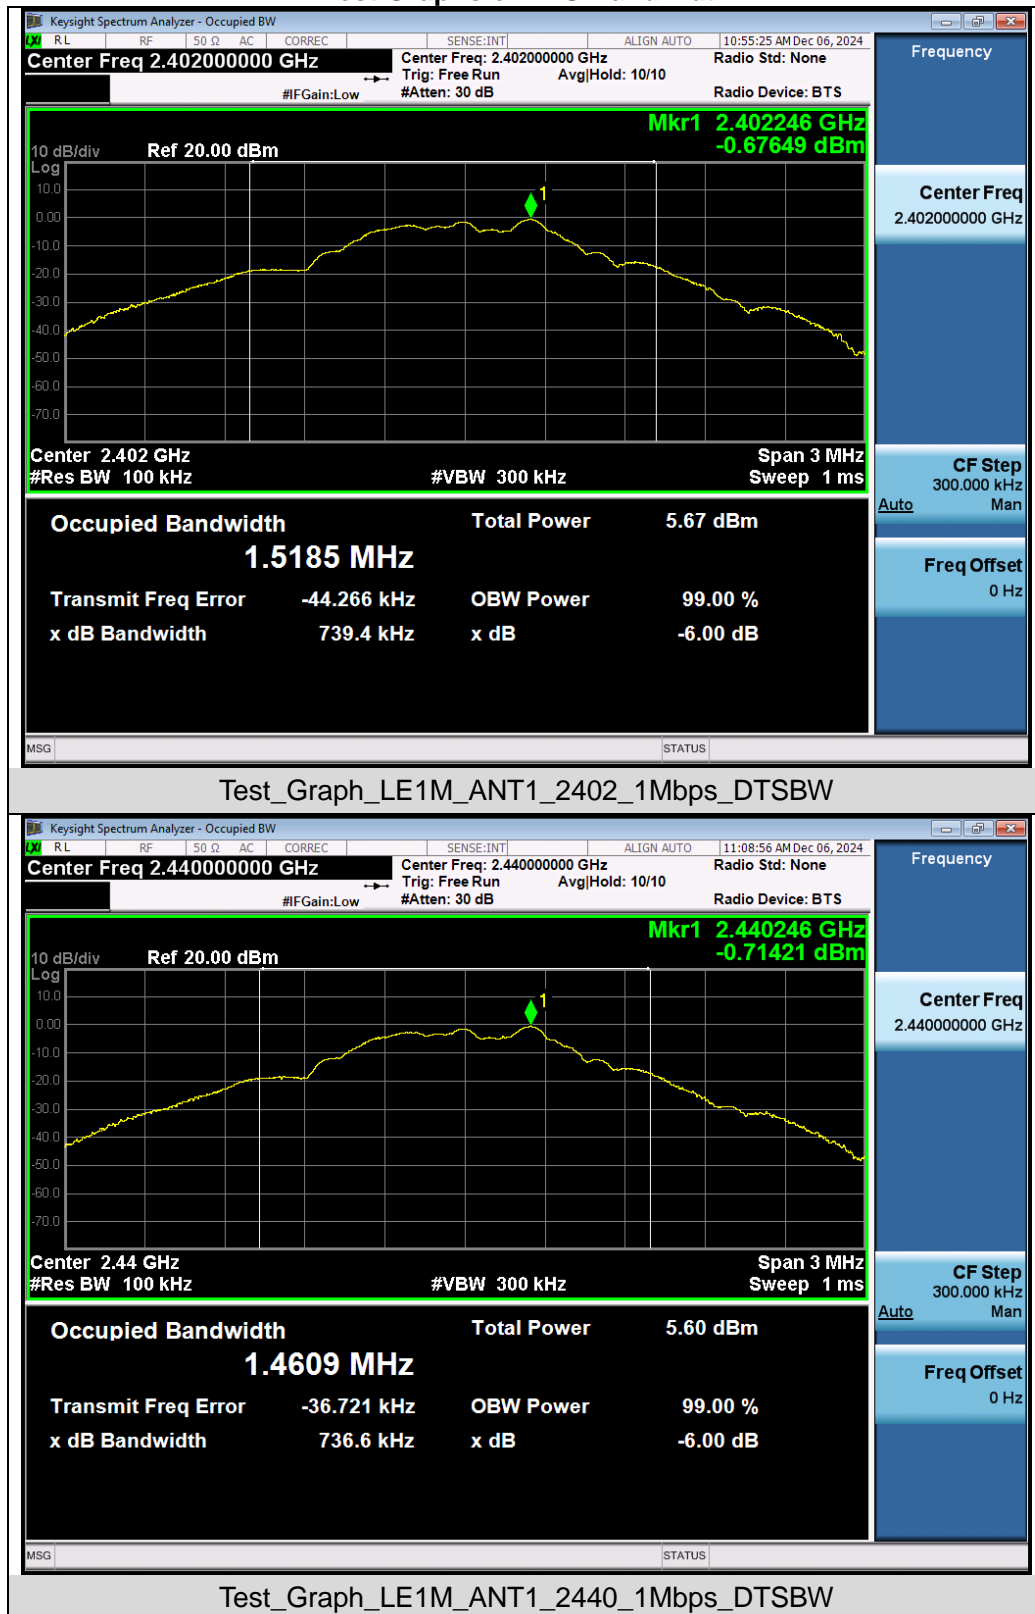 Keysight Spectrum Analyzer - Occupied BW
LXI RL RF 50 Ω AC CORREC SENSE:INT ALIGN AUTO 10:55:25 AM Dec 06, 2024
Center Freq 2.402000000 GHz Center Freq: 2.402000000 GHz Radio Std: None
Trig: Free Run Avg|Hold: 10/10
#IFGain:Low #Atten: 30 dB Radio Device: BTS
Frequency
Mkr1 2.402246 GHz
-0.67649 dBm
10 dB/div Ref 20.00 dBm
Log
10.0
0.00
-10.0
-20.0
-30.0
-40.0
-50.0
-60.0
-70.0
1
Center 2.402 GHz Span 3 MHz
#Res BW 100 kHz #VBW 300 kHz Sweep 1 ms
Occupied Bandwidth Total Power 5.67 dBm
1.5185 MHz
Transmit Freq Error -44.266 kHz OBW Power 99.00 %
x dB Bandwidth 739.4 kHz x dB -6.00 dB
Center Freq
2.402000000 GHz
CF Step
300.000 kHz
Auto Man
Freq Offset
0 Hz
MSG STATUS
Test_Graph_LE1M_ANT1_2402_1Mbps_DTSBW
Keysight Spectrum Analyzer - Occupied BW
LXI RL RF 50 Ω AC CORREC SENSE:INT ALIGN AUTO 11:08:56 AM Dec 06, 2024
Center Freq 2.440000000 GHz Center Freq: 2.440000000 GHz Radio Std: None
Trig: Free Run Avg|Hold: 10/10
#IFGain:Low #Atten: 30 dB Radio Device: BTS
Frequency
Mkr1 2.440246 GHz
-0.71421 dBm
10 dB/div Ref 20.00 dBm
Log
10.0
0.00
-10.0
-20.0
-30.0
-40.0
-50.0
-60.0
-70.0
1
Center 2.44 GHz Span 3 MHz
#Res BW 100 kHz #VBW 300 kHz Sweep 1 ms
Occupied Bandwidth Total Power 5.60 dBm
1.4609 MHz
Transmit Freq Error -36.721 kHz OBW Power 99.00 %
x dB Bandwidth 736.6 kHz x dB -6.00 dB
Center Freq
2.440000000 GHz
CF Step
300.000 kHz
Auto Man
Freq Offset
0 Hz
MSG STATUS
Test_Graph_LE1M_ANT1_2440_1Mbps_DTSBW